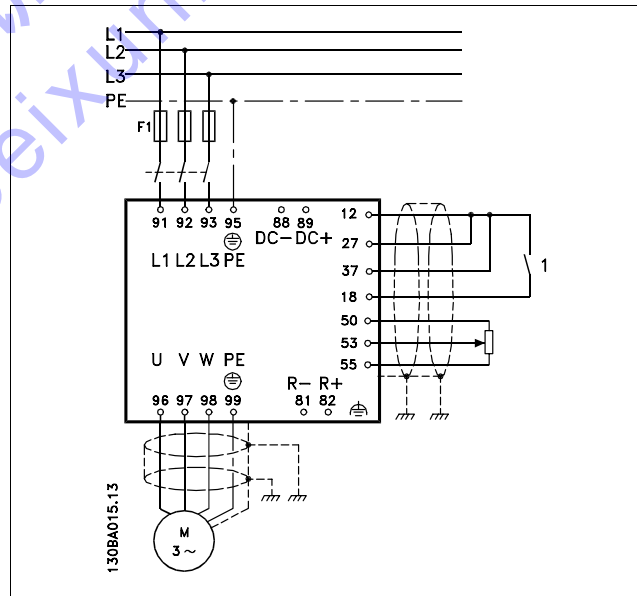 L1
L2
L3
PE
F1
91 92 93 95 88 89
DC- DC+
L1 L2 L3 PE
12
27
37
18
50
53
55
1
U V W PE
R- R+
96 97 98 99 81 82
M
3 ~
130BA015.13